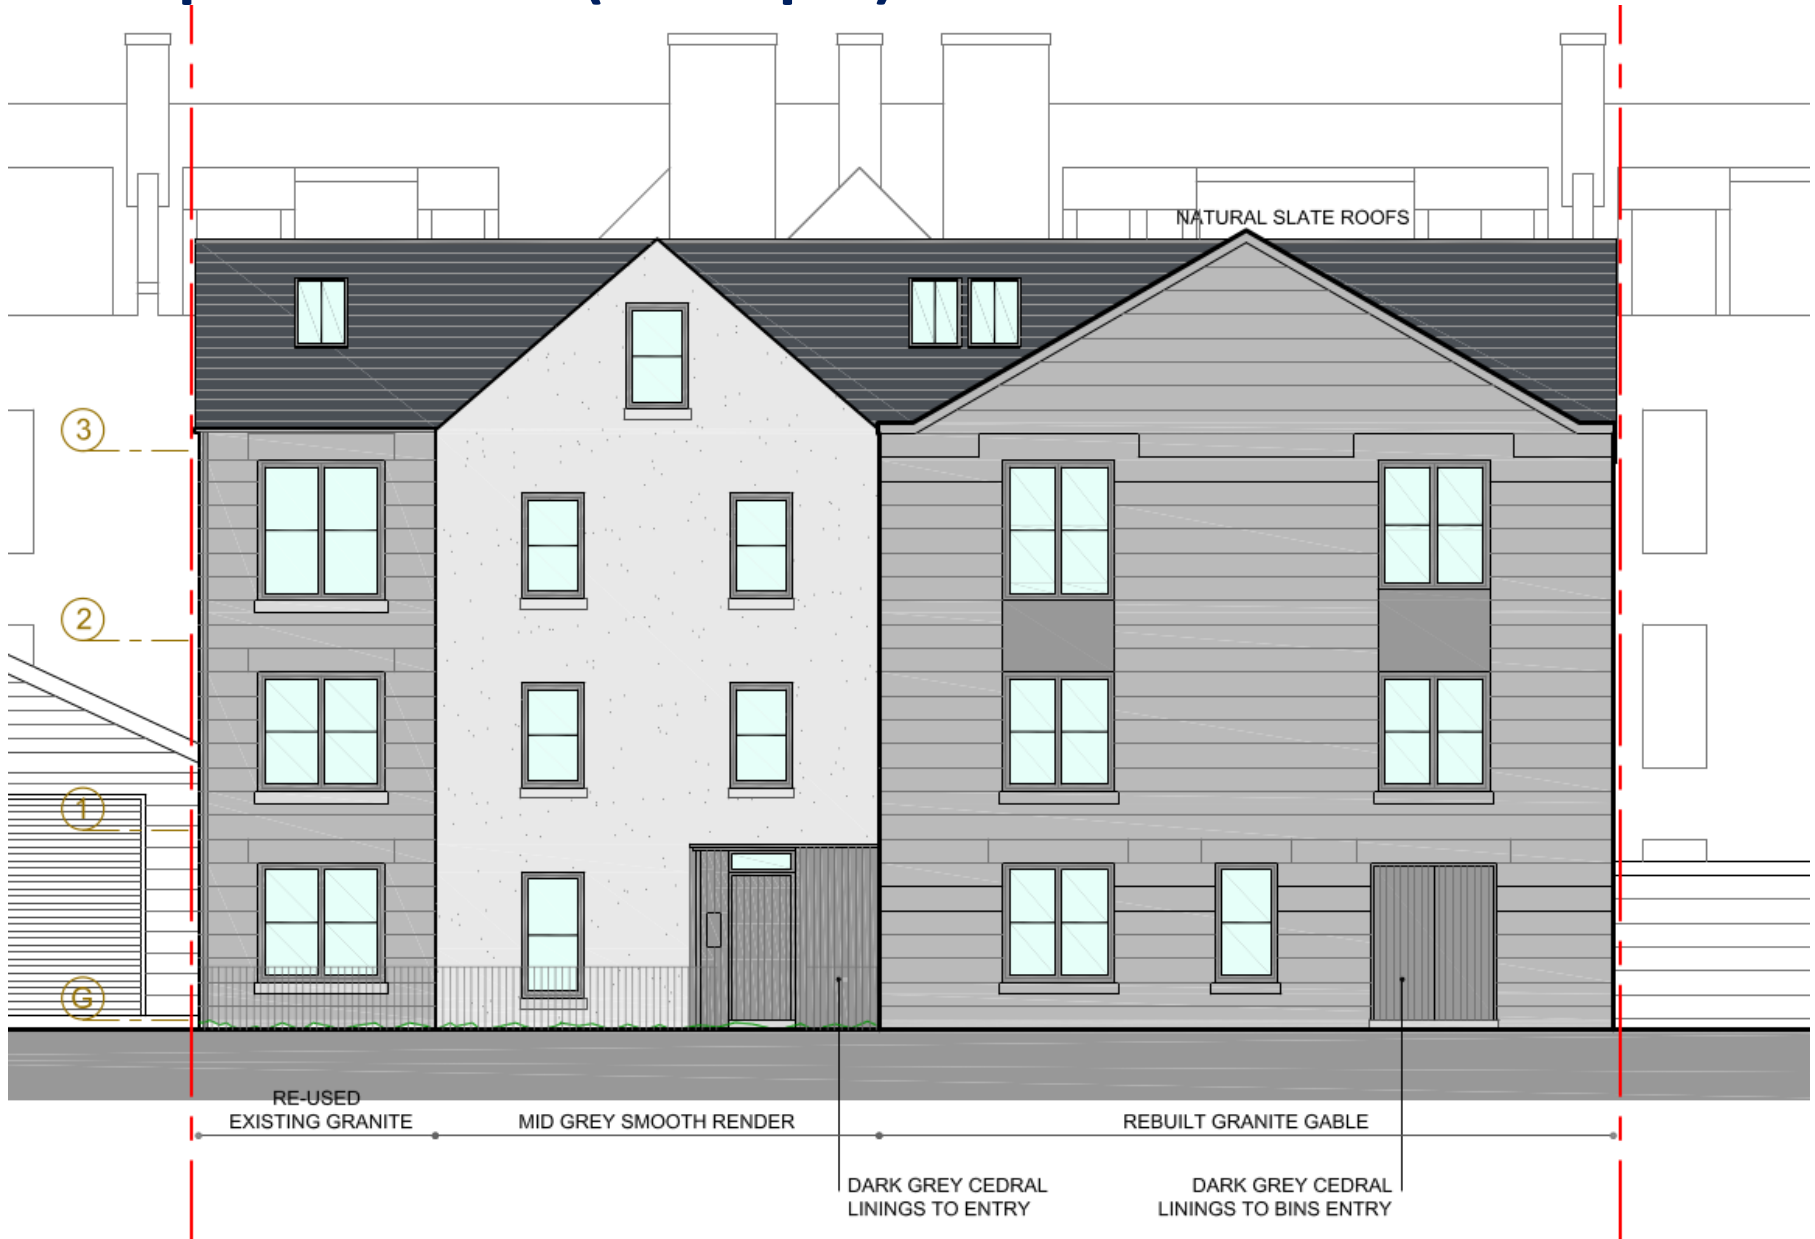 NATURAL SLATE ROOFS
3
2
1
G
RE-USED
EXISTING GRANITE
MID GREY SMOOTH RENDER
REBUILT GRANITE GABLE
DARK GREY CEDRAL
LININGS TO ENTRY
DARK GREY CEDRAL
LININGS TO BINS ENTRY